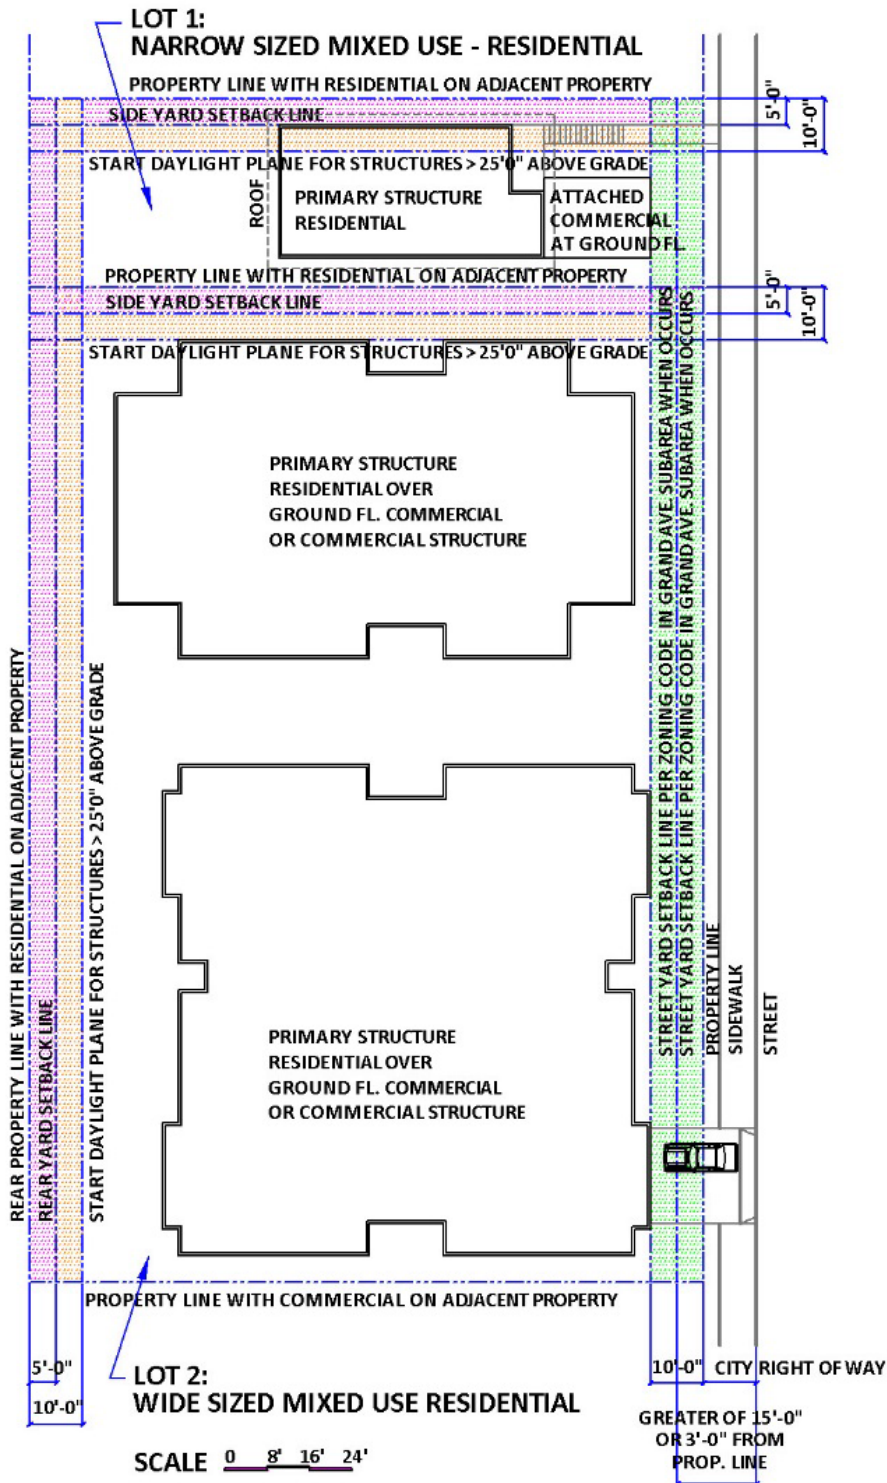 LOT 1:
NARROW SIZED MIXED USE - RESIDENTIAL
PROPERTY LINE WITH RESIDENTIAL ON ADJACENT PROPERTY
SIDE YARD SETBACK LINE
5'-0"
10'-0"
START DAYLIGHT PLANE FOR STRUCTURES > 25'0" ABOVE GRADE
ROOF
PRIMARY STRUCTURE
RESIDENTIAL
ATTACHED
COMMERCIAL
AT GROUND FL.
PROPERTY LINE WITH RESIDENTIAL ON ADJACENT PROPERTY
SIDE YARD SETBACK LINE
5'-0"
10'-0"
START DAYLIGHT PLANE FOR STRUCTURES > 25'0" ABOVE GRADE
PRIMARY STRUCTURE
RESIDENTIAL OVER
GROUND FL. COMMERCIAL
OR COMMERCIAL STRUCTURE
REAR PROPERTY LINE WITH RESIDENTIAL ON ADJACENT PROPERTY
REAR YARD SETBACK LINE
START DAYLIGHT PLANE FOR STRUCTURES > 25'0" ABOVE GRADE
STREET YARD SETBACK LINE PER ZONING CODE IN GRAND AVE. SUBAREA WHEN OCCURS
STREET YARD SETBACK LINE PER ZONING CODE IN GRAND AVE. SUBAREA WHEN OCCURS
PROPERTY LINE
SIDEWALK
STREET
PRIMARY STRUCTURE
RESIDENTIAL OVER
GROUND FL. COMMERCIAL
OR COMMERCIAL STRUCTURE
PROPERTY LINE WITH COMMERCIAL ON ADJACENT PROPERTY
5'-0"
10'-0"
LOT 2:
WIDE SIZED MIXED USE RESIDENTIAL
10'-0"
CITY RIGHT OF WAY
GREATER OF 15'-0"
OR 3'-0" FROM
PROP. LINE
SCALE 0 8' 16' 24'